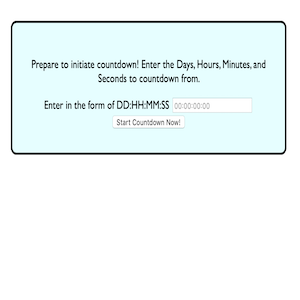 Prepare to initiate countdown! Enter the Days, Hours, Minutes, and
Seconds to countdown from.
Enter in the form of DD:HH:MM:SS 00:00:00:00
Start Countdown Now!